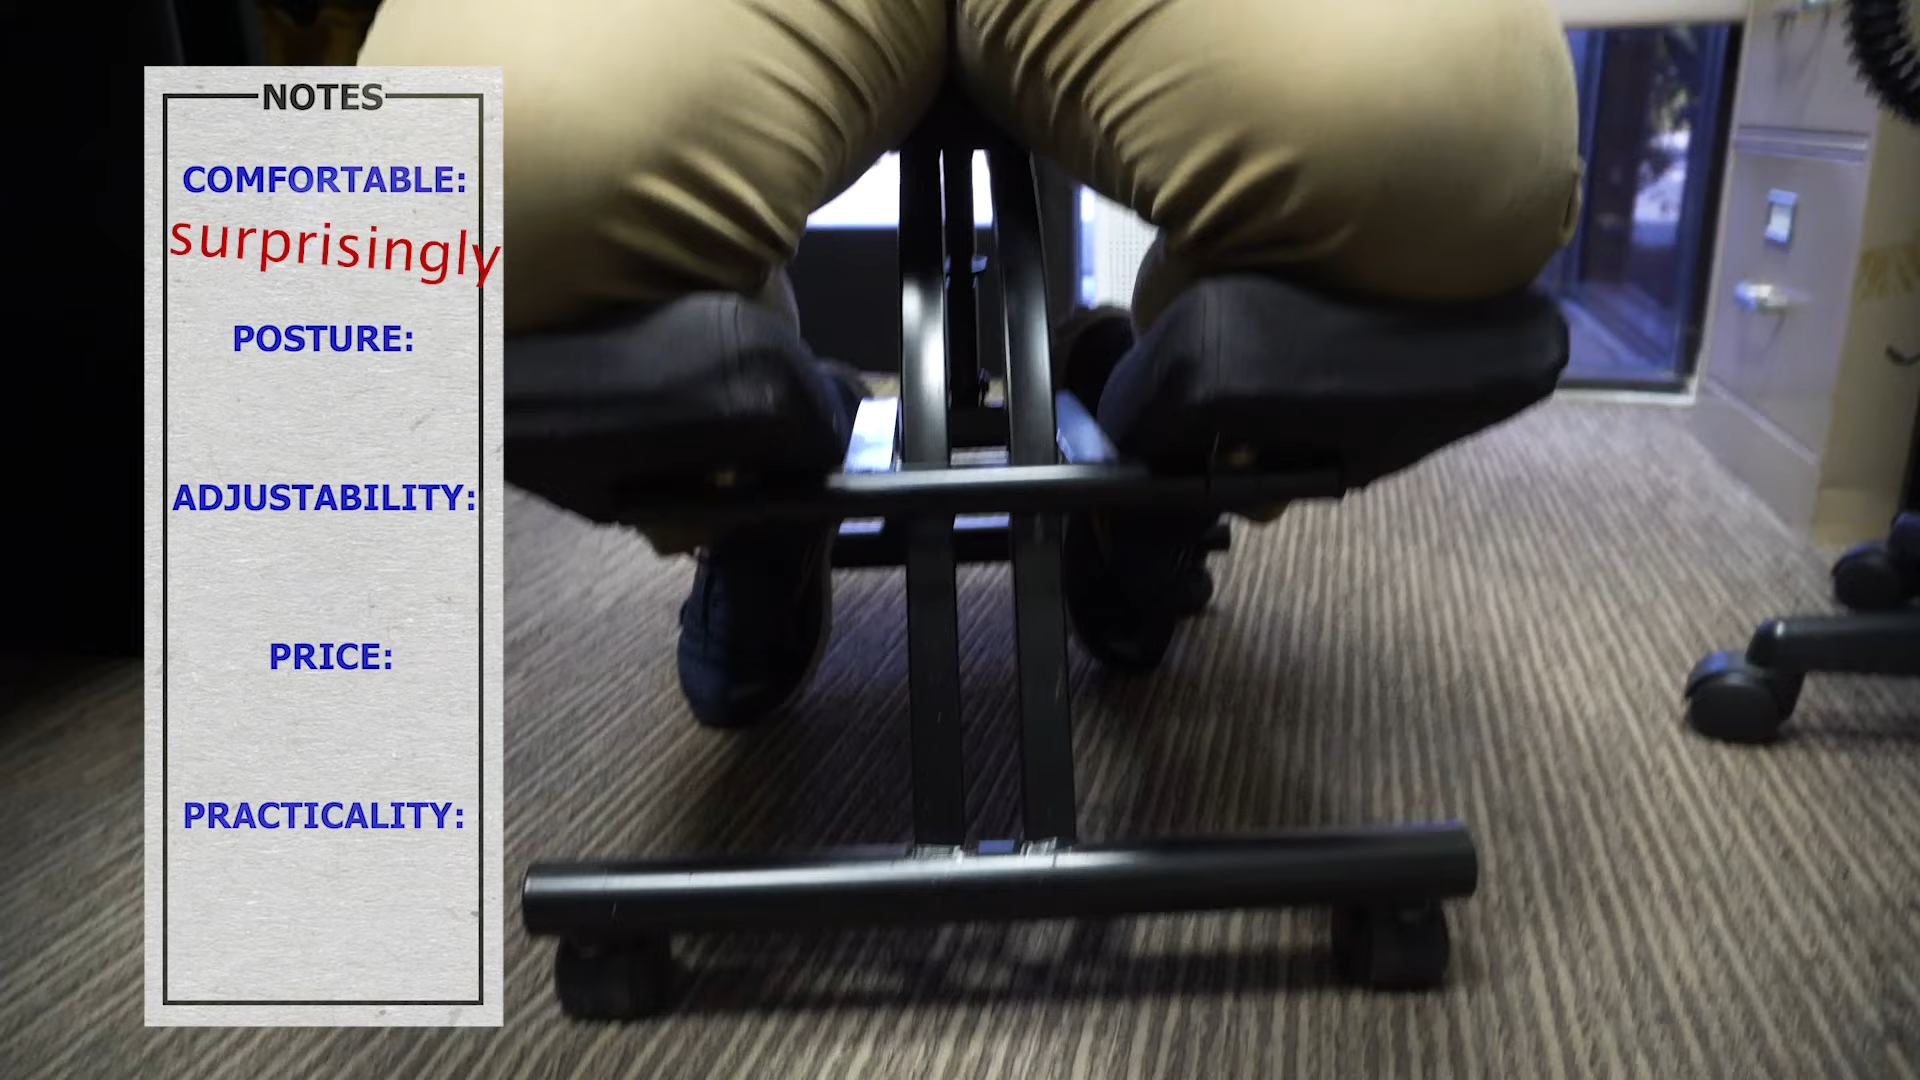 NOTES
COMFORTABLE:
surprisingly
POSTURE:
ADJUSTABILITY:
PRICE:
PRACTICALITY: